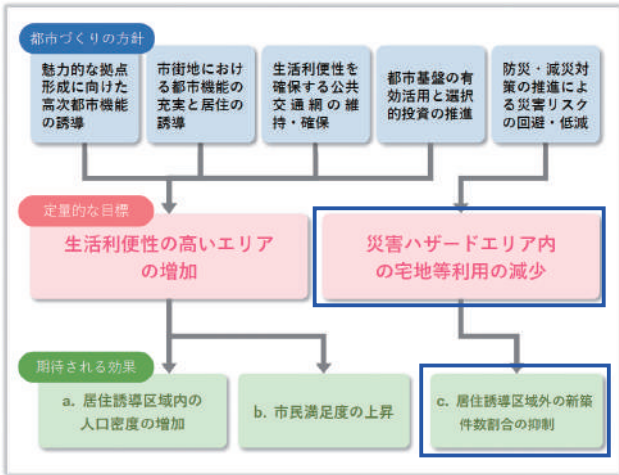 都市づくりの方針
魅力的な拠点
形成に向けた
高次都市機能
の誘導
市街地におけ
る都市機能の
充実と居住の
誘導
生活利便性を
確保する公共
交通網の維
持・確保
都市基盤の有
効活用と選択
的投資の推進
防災・減災対
策の推進によ
る災害リスク
の回避・低減
定量的な目標
生活利便性の高いエリア
の増加
災害ハザードエリア内
の宅地等利用の減少
期待される効果
a. 居住誘導区域内の
人口密度の増加
b. 市民満足度の上昇
c. 居住誘導区域外の新築
件数割合の抑制